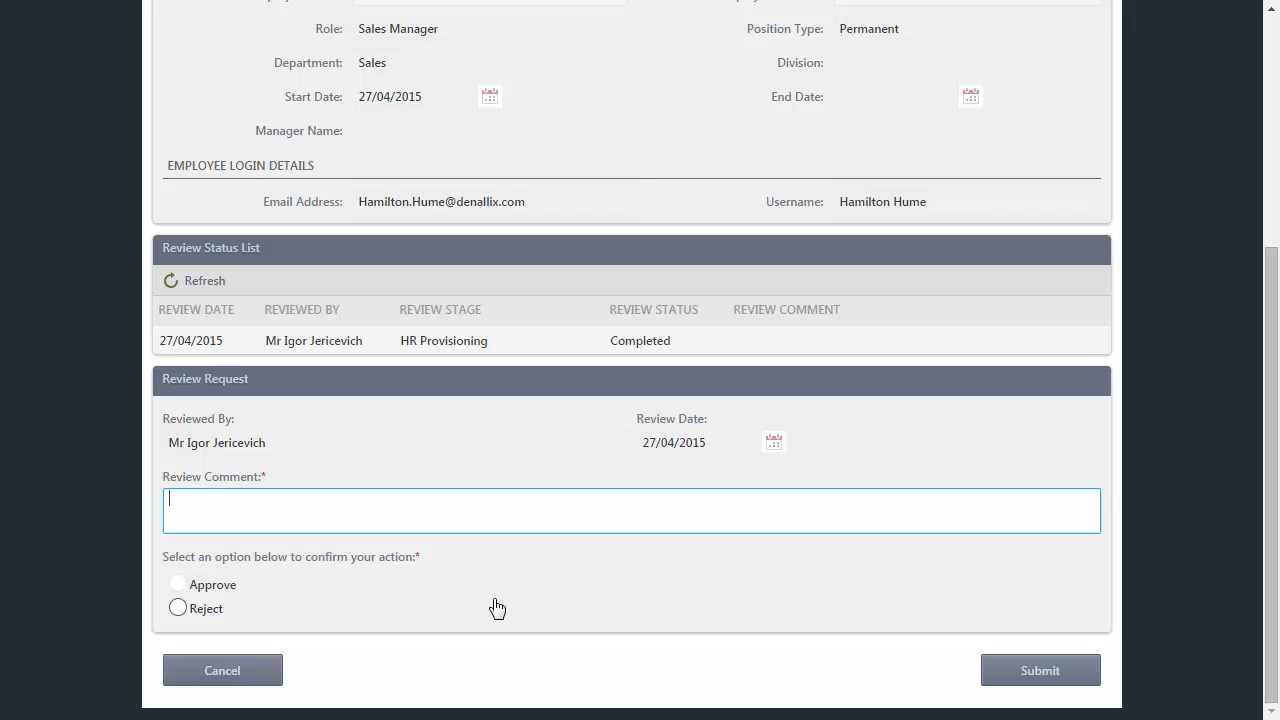 Role: Sales Manager Position Type: Permanent
Department: Sales Division:
Start Date: 27/04/2015 End Date:
Manager Name:
EMPLOYEE LOGIN DETAILS
Email Address: Hamilton.Hume@denallix.com Username: Hamilton Hume
Review Status List
Refresh
REVIEW DATE REVIEWED BY REVIEW STAGE REVIEW STATUS REVIEW COMMENT
27/04/2015 Mr Igor Jericevich HR Provisioning Completed
Review Request
Reviewed By: Review Date:
Mr Igor Jericevich 27/04/2015
Review Comment:*
Select an option below to confirm your action:*
Approve
Reject
Cancel Submit